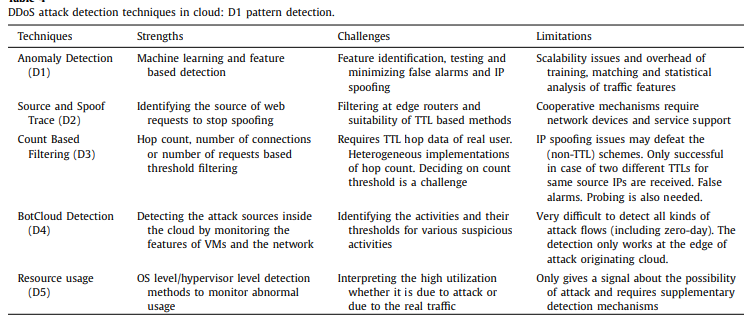 DDoS attack detection techniques in cloud: D1 pattern detection.
Techniques Strengths Challenges Limitations
Anomaly Detection Machine learning and feature Feature identification, testing and Scalability issues and overhead of
(D1) based detection minimizing false alarms and IP training, matching and statistical
spoofing analysis of traffic features
Source and Spoof Identifying the source of web Filtering at edge routers and Cooperative mechanisms require
Trace (D2) requests to stop spoofing suitability of TTL based methods network devices and service support
Count Based Hop count, number of connections Requires TTL hop data of real user. IP spoofing issues may defeat the
Filtering (D3) or number of requests based Heterogeneous implementations (non-TTL) schemes. Only successful
threshold filtering of hop count. Deciding on count in case of two different TTLs for
threshold is a challenge same source IPs are received. False
alarms. Probing is also needed.
BotCloud Detection Detecting the attack sources inside Identifying the activities and their Very difficult to detect all kinds of
(D4) the cloud by monitoring the thresholds for various suspicious attack flows (including zero-day). The
features of VMs and the network activities detection only works at the edge of
attack originating cloud.
Resource usage OS level/hypervisor level detection Interpreting the high utilization Only gives a signal about the possibility
(D5) methods to monitor abnormal whether it is due to attack or of attack and requires supplementary
usage due to the real traffic detection mechanisms